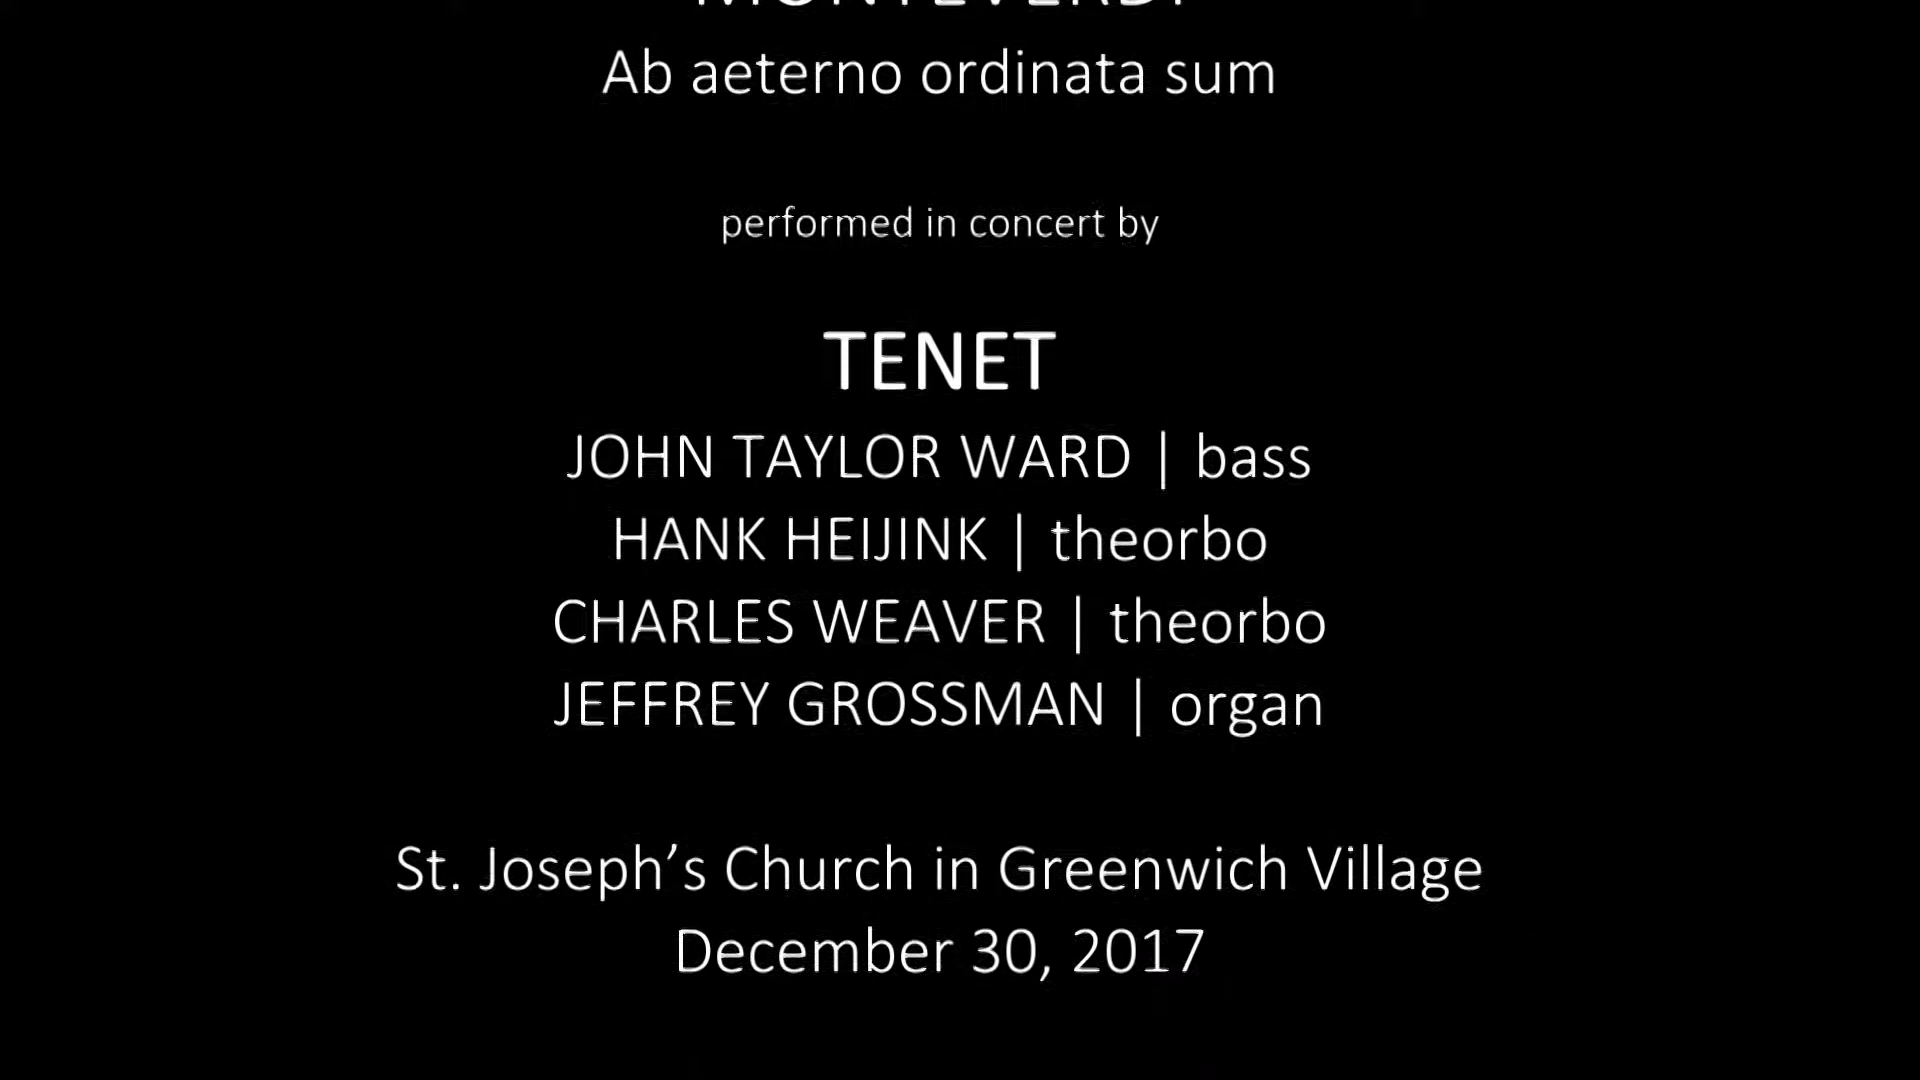 MONTEVERDI
Ab aeterno ordinata sum
performed in concert by
TENET
JOHN TAYLOR WARD | bass
HANK HEIJINK | theorbo
CHARLES WEAVER | theorbo
JEFFREY GROSSMAN | organ
St. Joseph’s Church in Greenwich Village
December 30, 2017